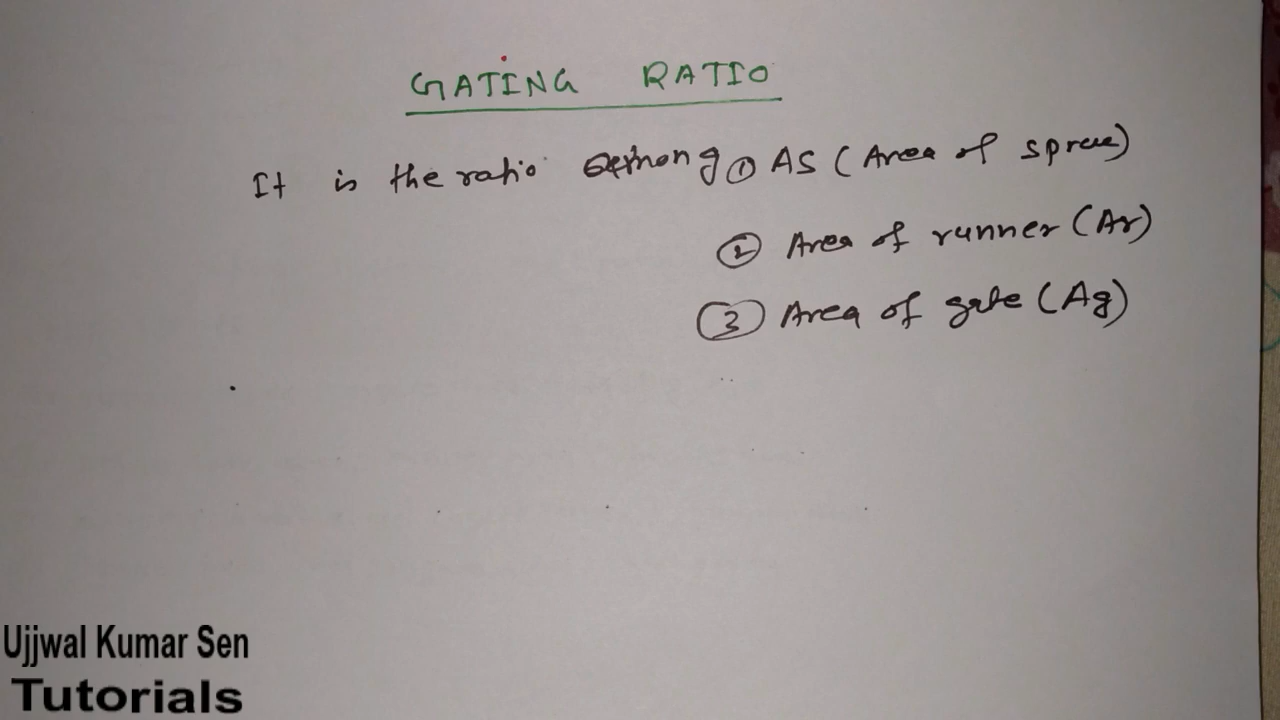 GATING RATIO
It is the ratio among ① AS (Area of sprue)
② Area of runner (Ar)
③ Area of gate (Ag)
Ujjwal Kumar Sen
Tutorials